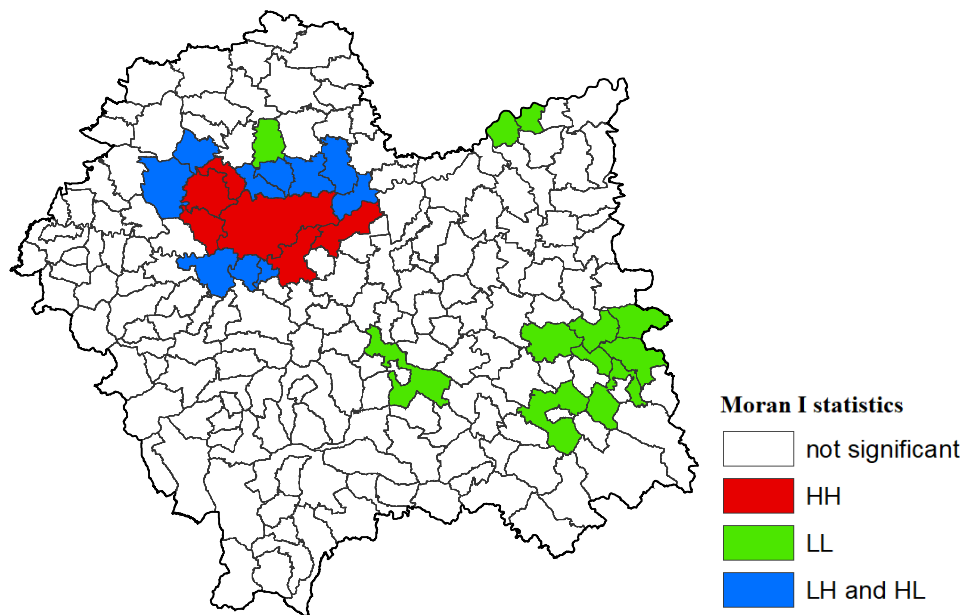 Moran I statistics
not significant
HH
LL
LH and HL